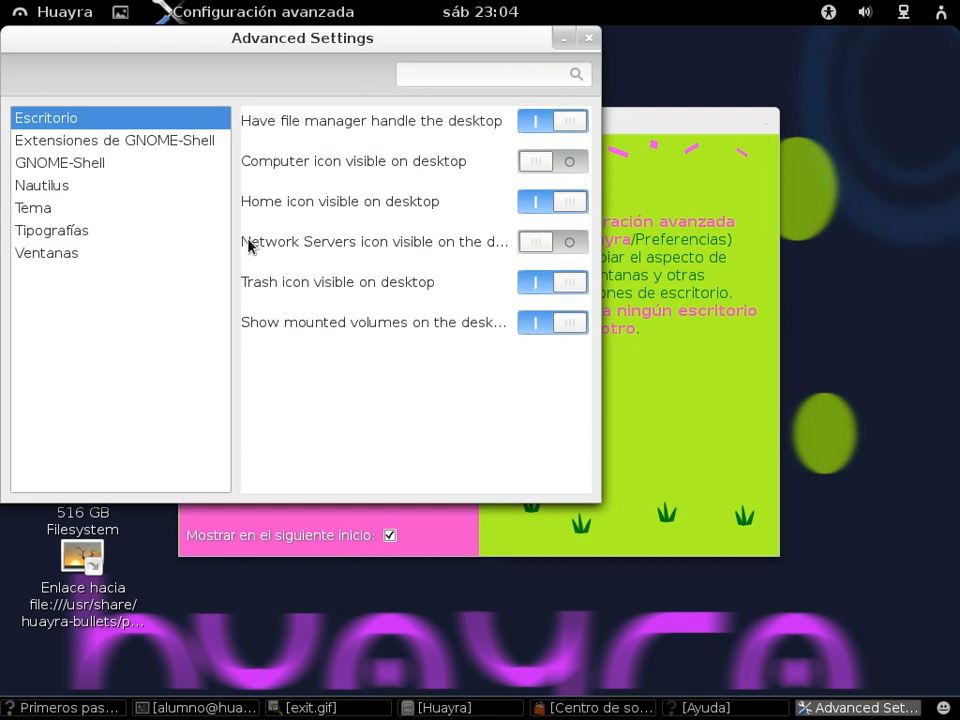 Huayra
Configuración avanzada
sáb 23:04
Advanced Settings
Escritorio
Extensiones de GNOME-Shell
GNOME-Shell
Nautilus
Tema
Tipografías
Ventanas
Have file manager handle the desktop
Computer icon visible on desktop
Home icon visible on desktop
Network Servers icon visible on the d...
Trash icon visible on desktop
Show mounted volumes on the desk...
ración avanzada
yra/Preferencias)
biar el aspecto de
ntanas y otras
ones de escritorio.
a ningún escritorio
otro.
Mostrar en el siguiente inicio:
516 GB
Filesystem
Enlace hacia
file:///usr/share/
huayra-bullets/p...
huayra
Primeros pas...
[alumno@hua...
[exit.gif]
[Huayra]
[Centro de so...
[Ayuda]
Advanced Set...